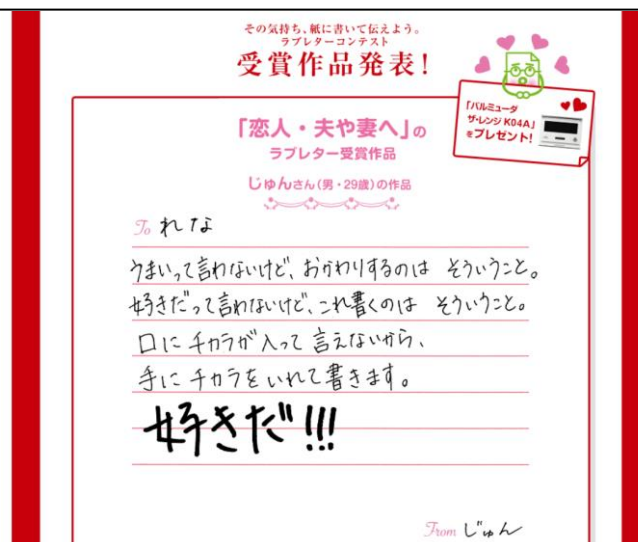 その気持ち、紙に書いて伝えよう。
ラブレターコンテスト
受賞作品発表!
「バルミューダ
ザ・レンジ K04A」
をプレゼント!
「恋人・夫や妻へ」の
ラブレター受賞作品
じゅんさん(男・29歳)の作品
To れな
うまいって言わないけど、おかわりするのは そういうこと。
好きだって言わないけど、これ書くのは そういうこと。
口に チカラが 入って 言えないから、
手に チカラを いれて 書きます。
好きだ!!!
From じゅん